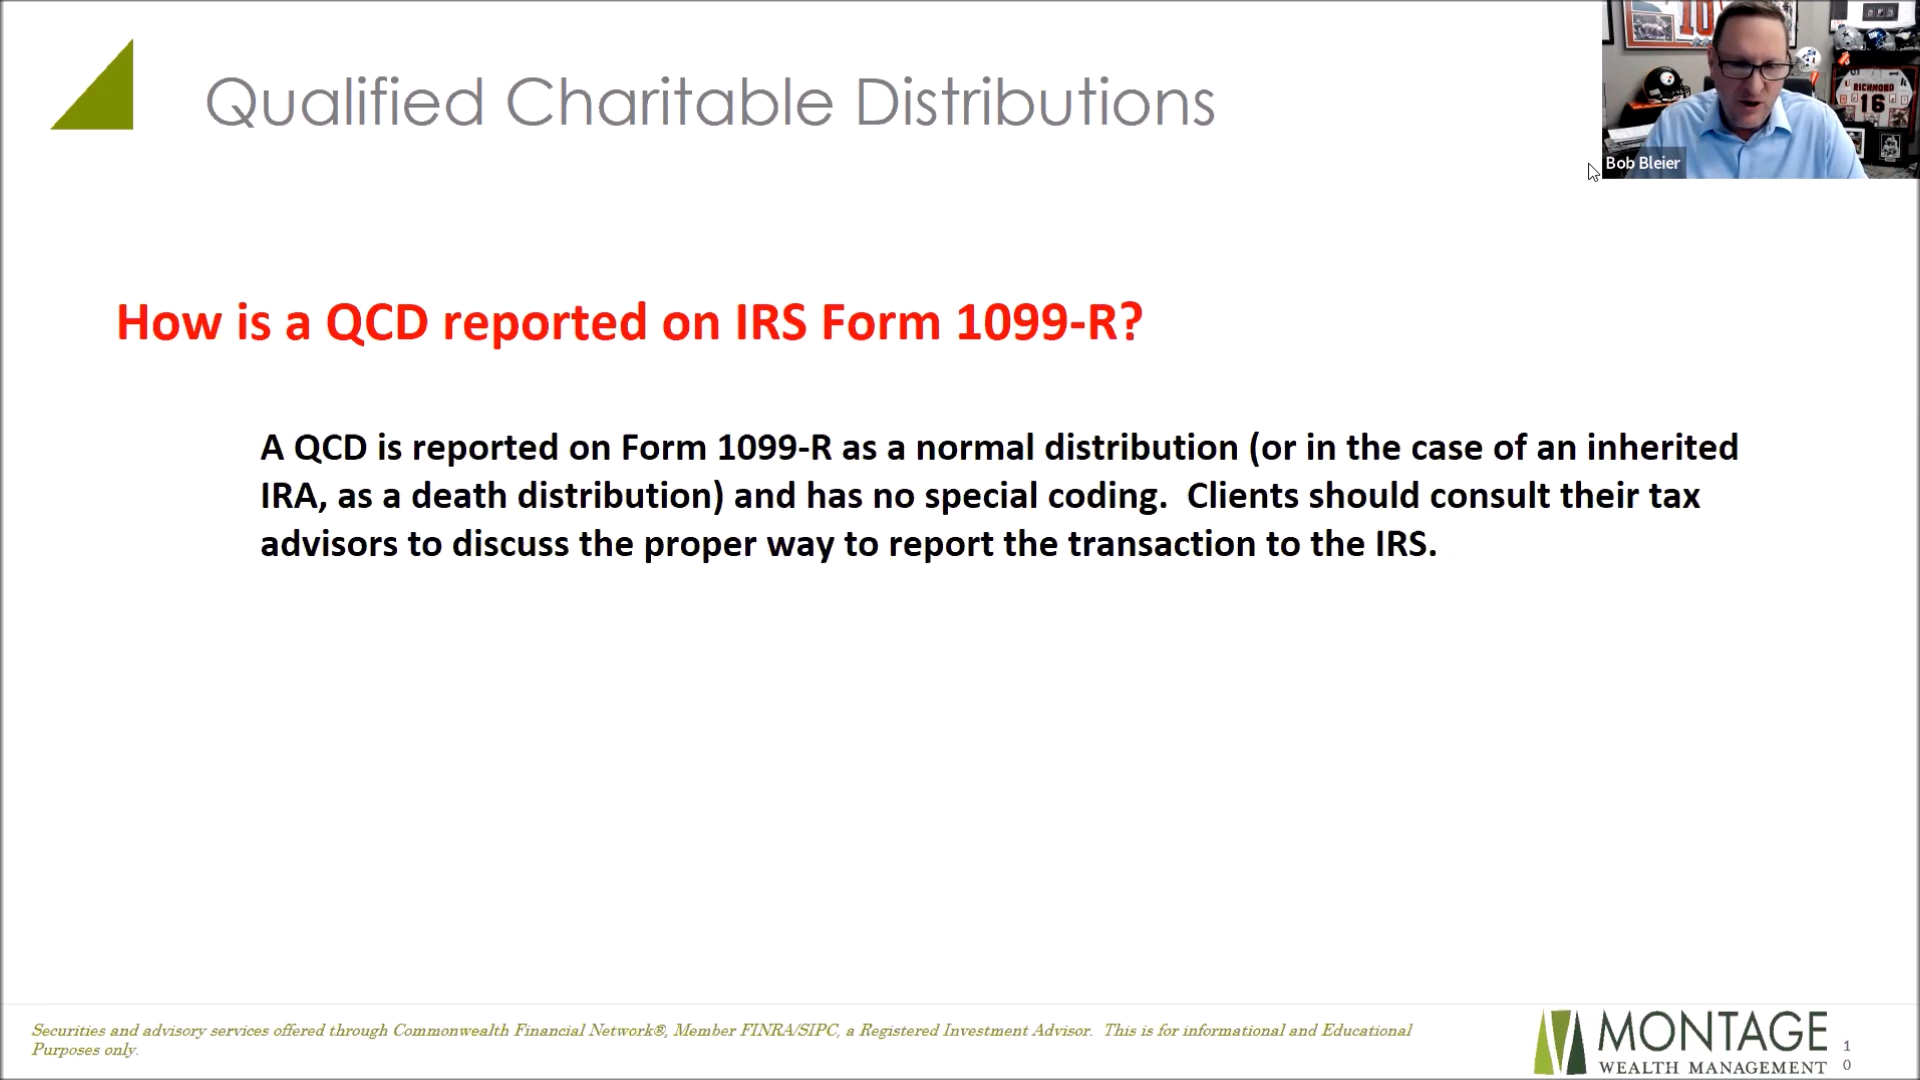 Qualified Charitable Distributions
RICHMOND
16
Bob Bleier
How is a QCD reported on IRS Form 1099-R?
A QCD is reported on Form 1099-R as a normal distribution (or in the case of an inherited
IRA, as a death distribution) and has no special coding.  Clients should consult their tax
advisors to discuss the proper way to report the transaction to the IRS.
Securities and advisory services offered through Commonwealth Financial Network®, Member FINRA/SIPC, a Registered Investment Advisor.  This is for informational and Educational
Purposes only.
MONTAGE
WEALTH MANAGEMENT
1
0